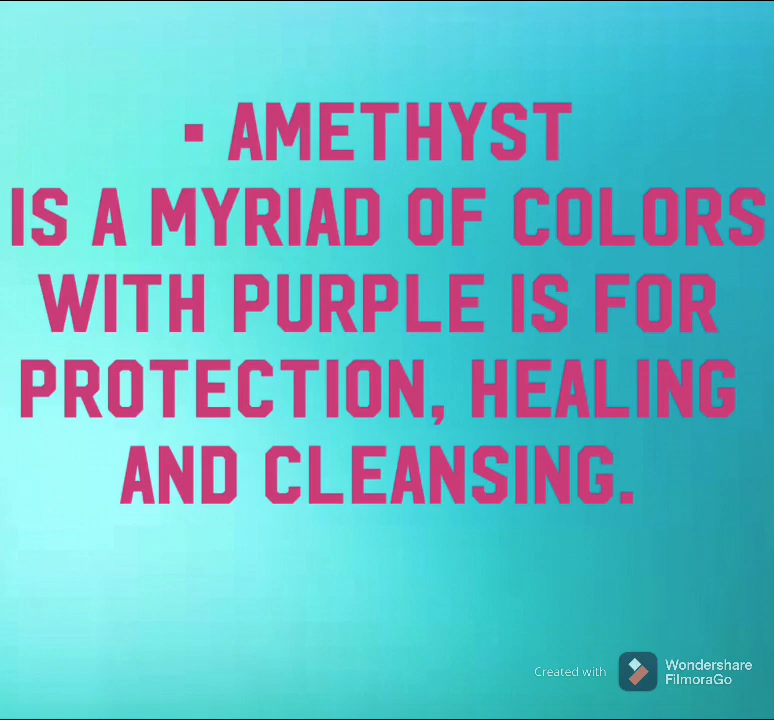 ▪ AMETHYST
IS A MYRIAD OF COLORS
WITH PURPLE IS FOR
PROTECTION, HEALING
AND CLEANSING.
Created with
Wondershare
FilmoraGo